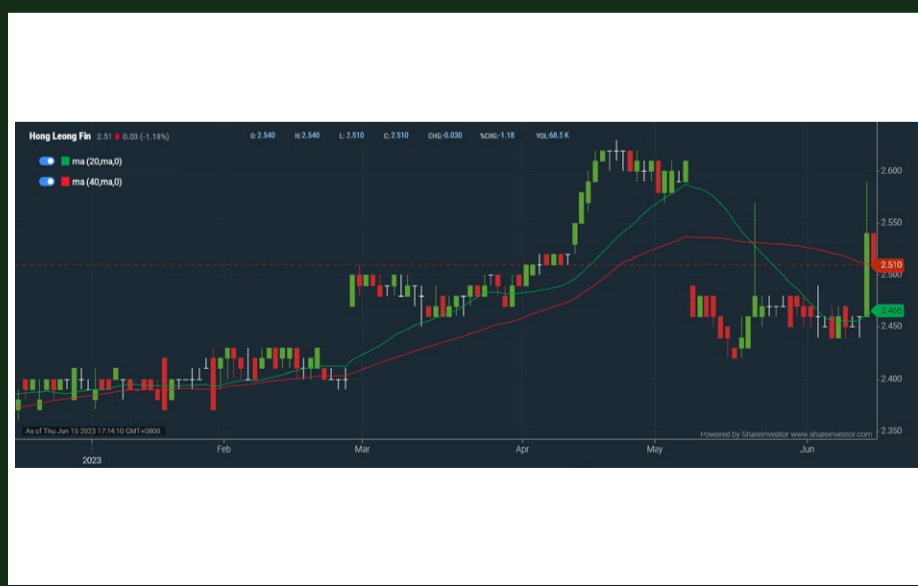 Hong Leong Fin 2.51 0.03 (-1.18%) O:2.540 H:2.540 L:2.510 C:2.510 CHG:-0.030 %CHG:-1.18 VOL:68.5 K
ma (20,ma,0)
ma (40,ma,0)
2.600
2.550
2.510
2.500
2.466
2.450
2.400
2.350
As of Thu Jun 15 2023 17:14:10 GMT+0800.
Powered by ShareInvestor www.shareinvestor.com
Feb Mar Apr May Jun
2023